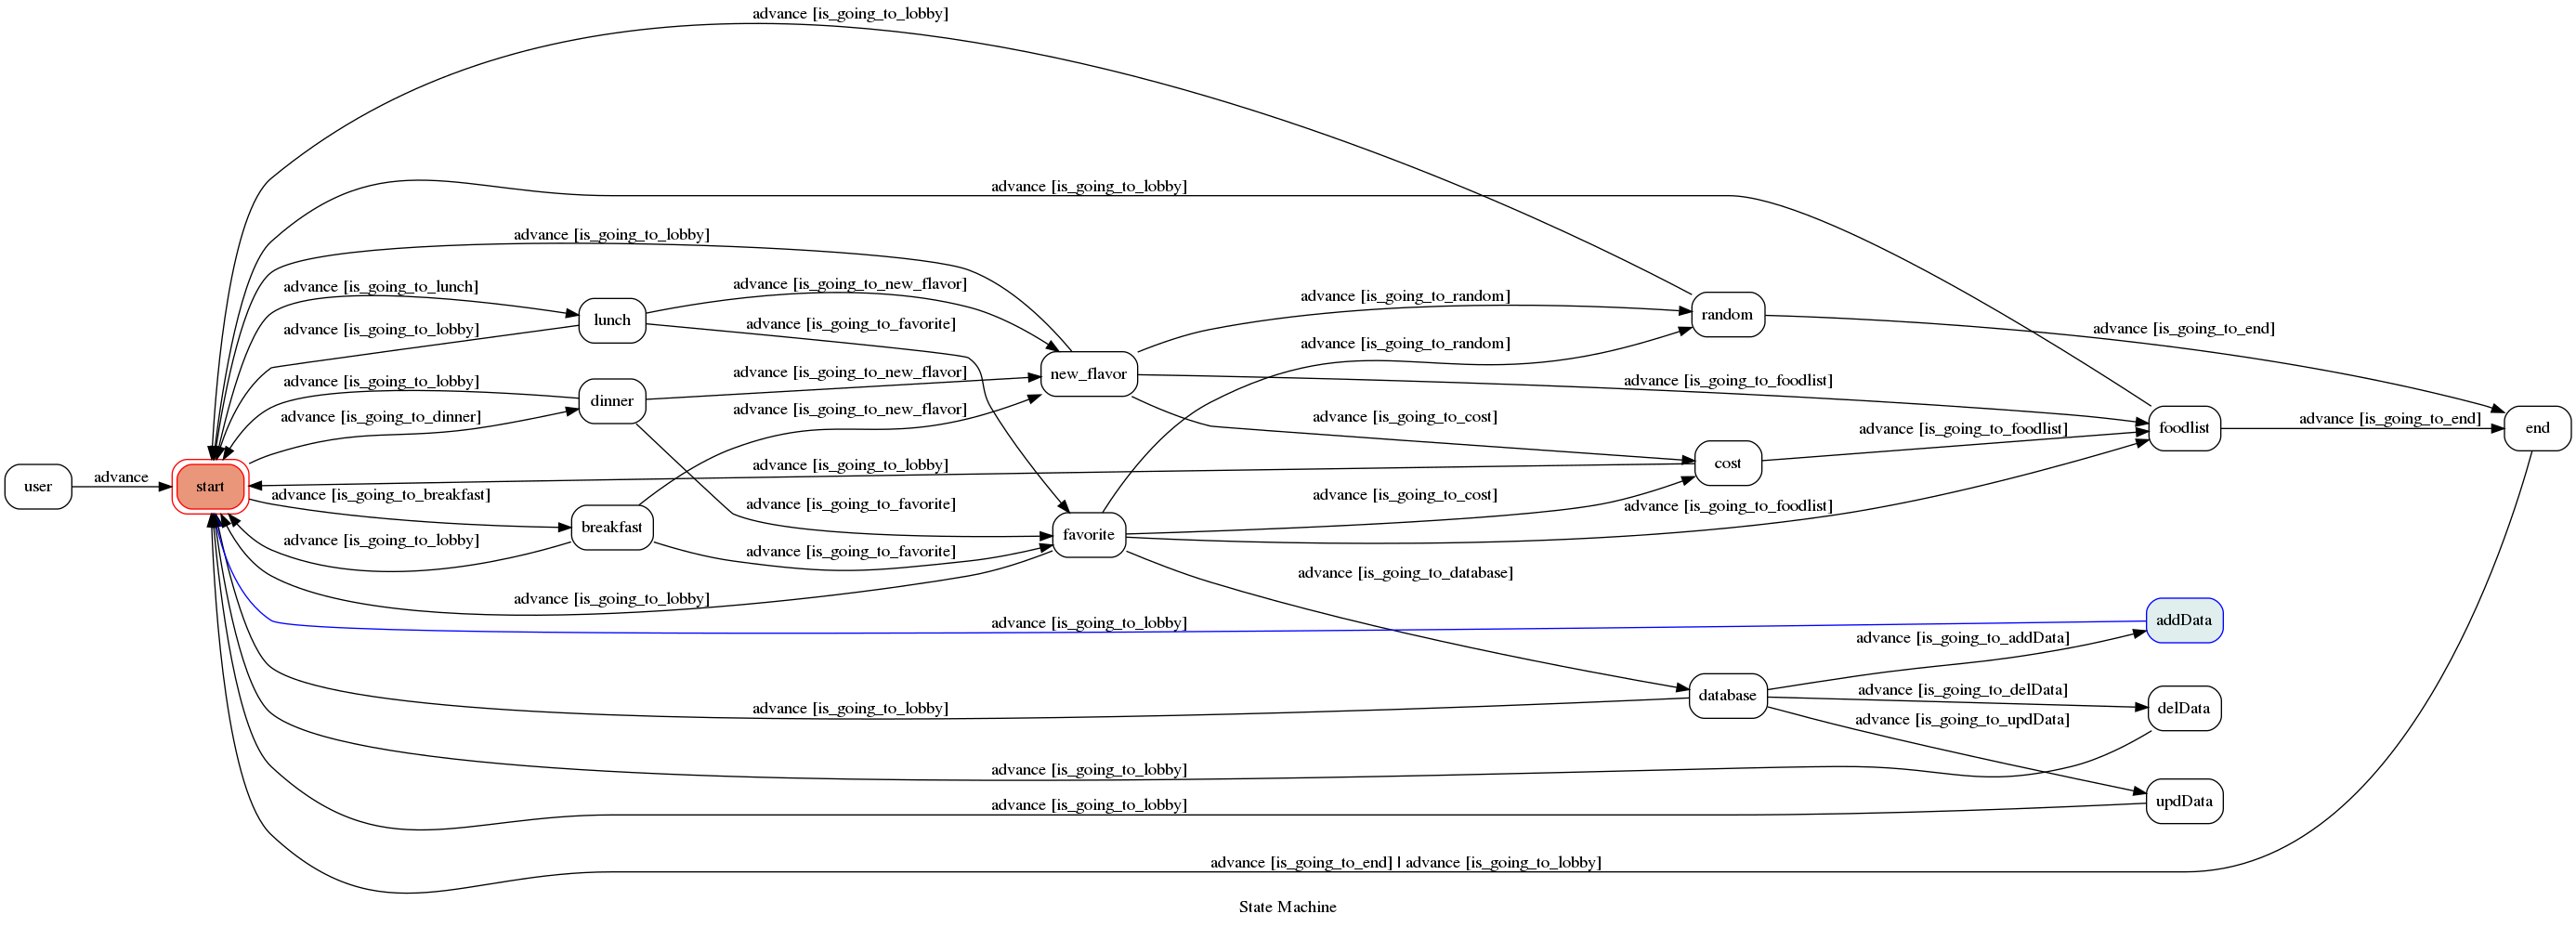 advance [is_going_to_lobby]
advance [is_going_to_lobby]
advance [is_going_to_lobby]
advance [is_going_to_lunch]
advance [is_going_to_new_flavor]
advance [is_going_to_random]
lunch
random
advance [is_going_to_lobby]
advance [is_going_to_favorite]
advance [is_going_to_end]
advance [is_going_to_random]
advance [is_going_to_lobby]
advance [is_going_to_new_flavor]
new_flavor
advance [is_going_to_foodlist]
dinner
advance [is_going_to_dinner]
advance [is_going_to_new_flavor]
advance [is_going_to_cost]
advance [is_going_to_foodlist]
foodlist
advance [is_going_to_end]
end
advance [is_going_to_lobby]
cost
user
advance
start
advance [is_going_to_breakfast]
advance [is_going_to_favorite]
advance [is_going_to_cost]
advance [is_going_to_foodlist]
breakfast
favorite
advance [is_going_to_lobby]
advance [is_going_to_favorite]
advance [is_going_to_database]
advance [is_going_to_lobby]
advance [is_going_to_lobby]
addData
advance [is_going_to_addData]
database
advance [is_going_to_delData]
advance [is_going_to_lobby]
delData
advance [is_going_to_updData]
advance [is_going_to_lobby]
advance [is_going_to_lobby]
updData
advance [is_going_to_end] | advance [is_going_to_lobby]
State Machine